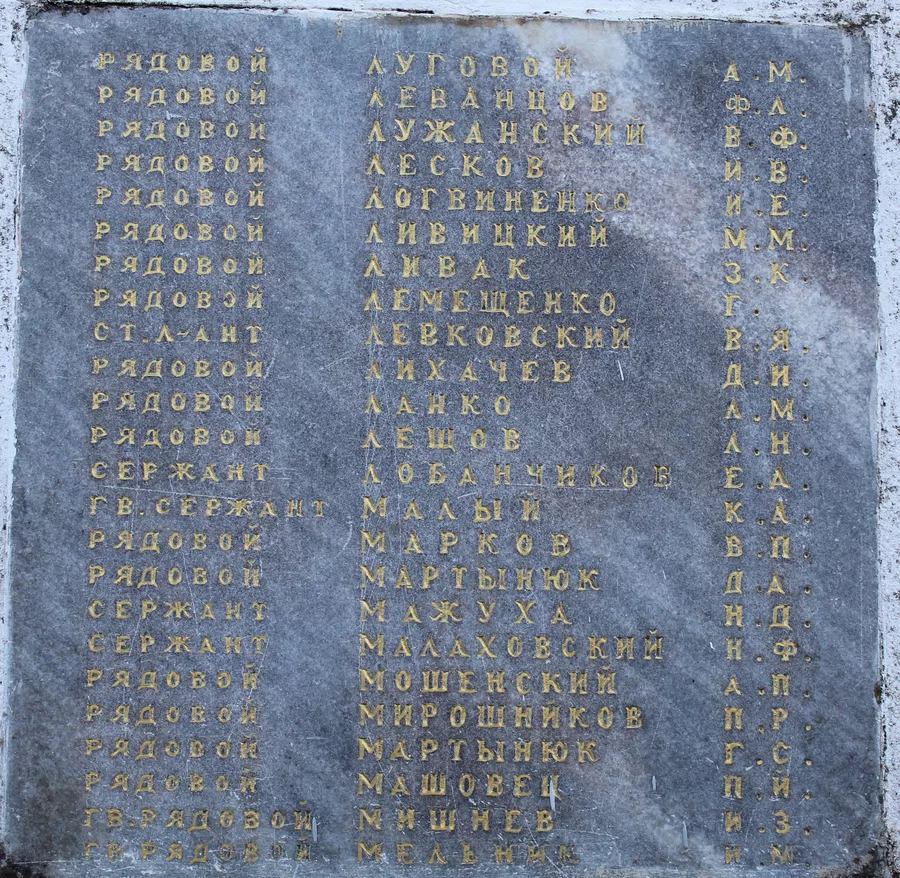 РЯДОВОЙ ЛУГОВОЙ А.М.
РЯДОВОЙ ЛЕВАНЦОВ Ф.Л.
РЯДОВОЙ ЛУЖАНСКИЙ В.Ф.
РЯДОВОЙ ЛЕСКОВ И.В.
РЯДОВОЙ ЛОГВИНЕНКО И.Е.
РЯДОВОЙ ЛИВИЦКИЙ М.М.
РЯДОВОЙ ЛИВАК З.К.
РЯДОВОЙ ЛЕМЕЩЕНКО Г.
СТ.Л-АНТ ЛЕВКОВСКИЙ В.Я.
РЯДОВОЙ ЛИХАЧЕВ Д.И.
РЯДОВОЙ ЛАНКО Л.М.
РЯДОВОЙ ЛЕЩОВ Л.Н.
СЕРЖАНТ ЛОБАНЧИКОВ Е.А.
ГВ.СЕРЖАНТ МАЛЫЙ К.А.
РЯДОВОЙ МАРКОВ В.П.
РЯДОВОЙ МАРТЫНЮК Д.А.
СЕРЖАНТ МАЖУХА Н.Д.
СЕРЖАНТ МАЛАХОВСКИЙ Н.Ф.
РЯДОВОЙ МОШЕНСКИЙ А.П.
РЯДОВОЙ МИРОШНИКОВ П.Р.
РЯДОВОЙ МАРТЫНЮК Г.С.
РЯДОВОЙ МАШОВЕЦ П.И.
ГВ.РЯДОВОЙ МИШНЕВ И.З.
ГВ.РЯДОВОЙ МЕЛЬНИК И.М.